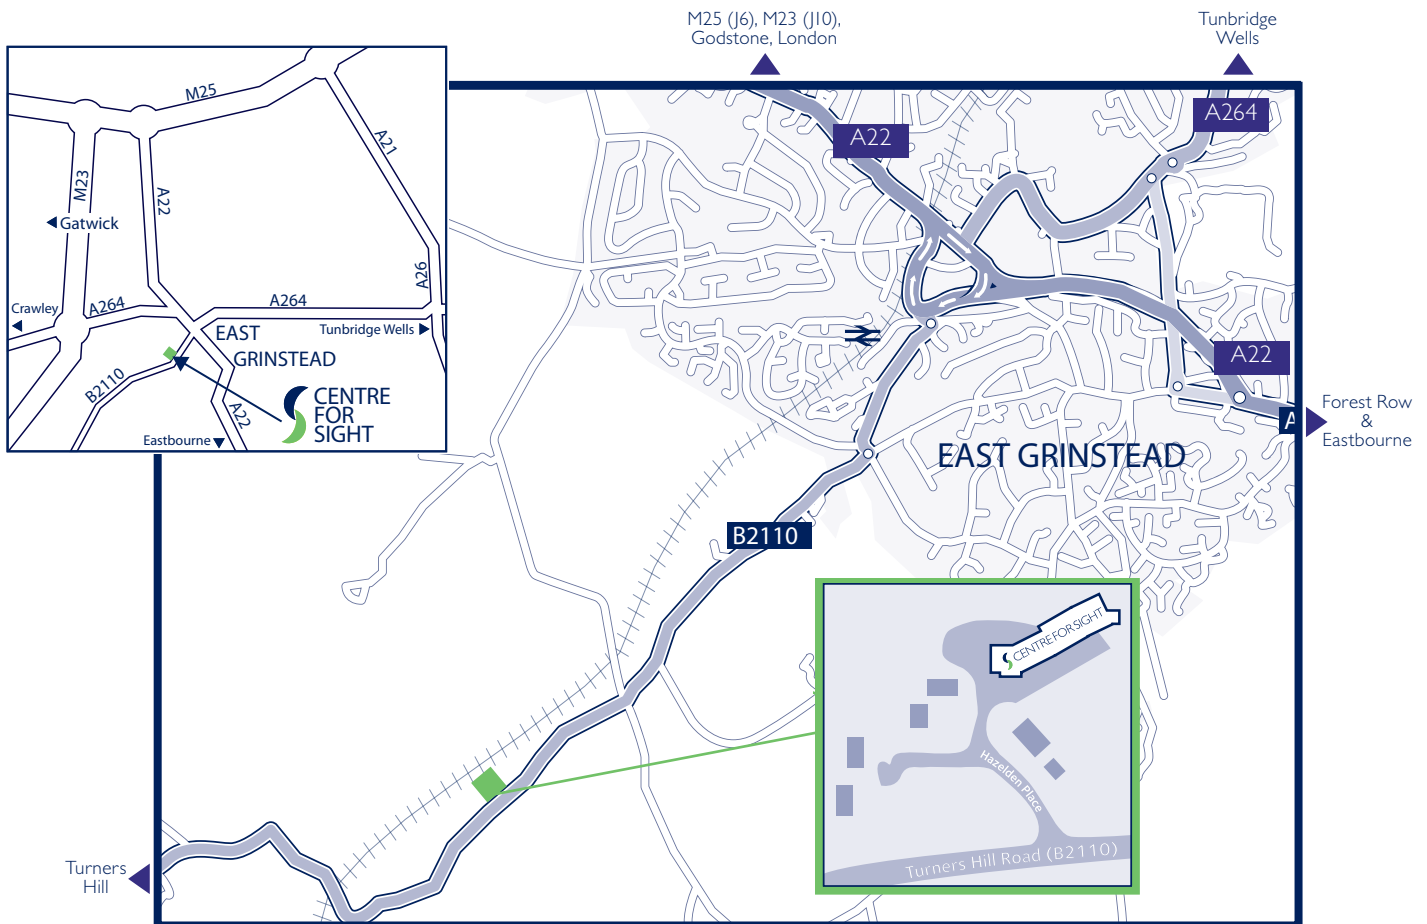 M25 (J6), M23 (J10),
Godstone, London
Tunbridge
Wells
M25
A21
M23
A22
Gatwick
A26
Crawley
A264
A264
Tunbridge Wells
EAST
GRINSTEAD
B2110
A22
CENTRE
FOR
SIGHT
Eastbourne
A22
A264
A22
A
Forest Row
&
Eastbourne
EAST GRINSTEAD
B2110
CENTRE FOR SIGHT
Hazelden Place
Turners Hill Road (B2110)
Turners
Hill